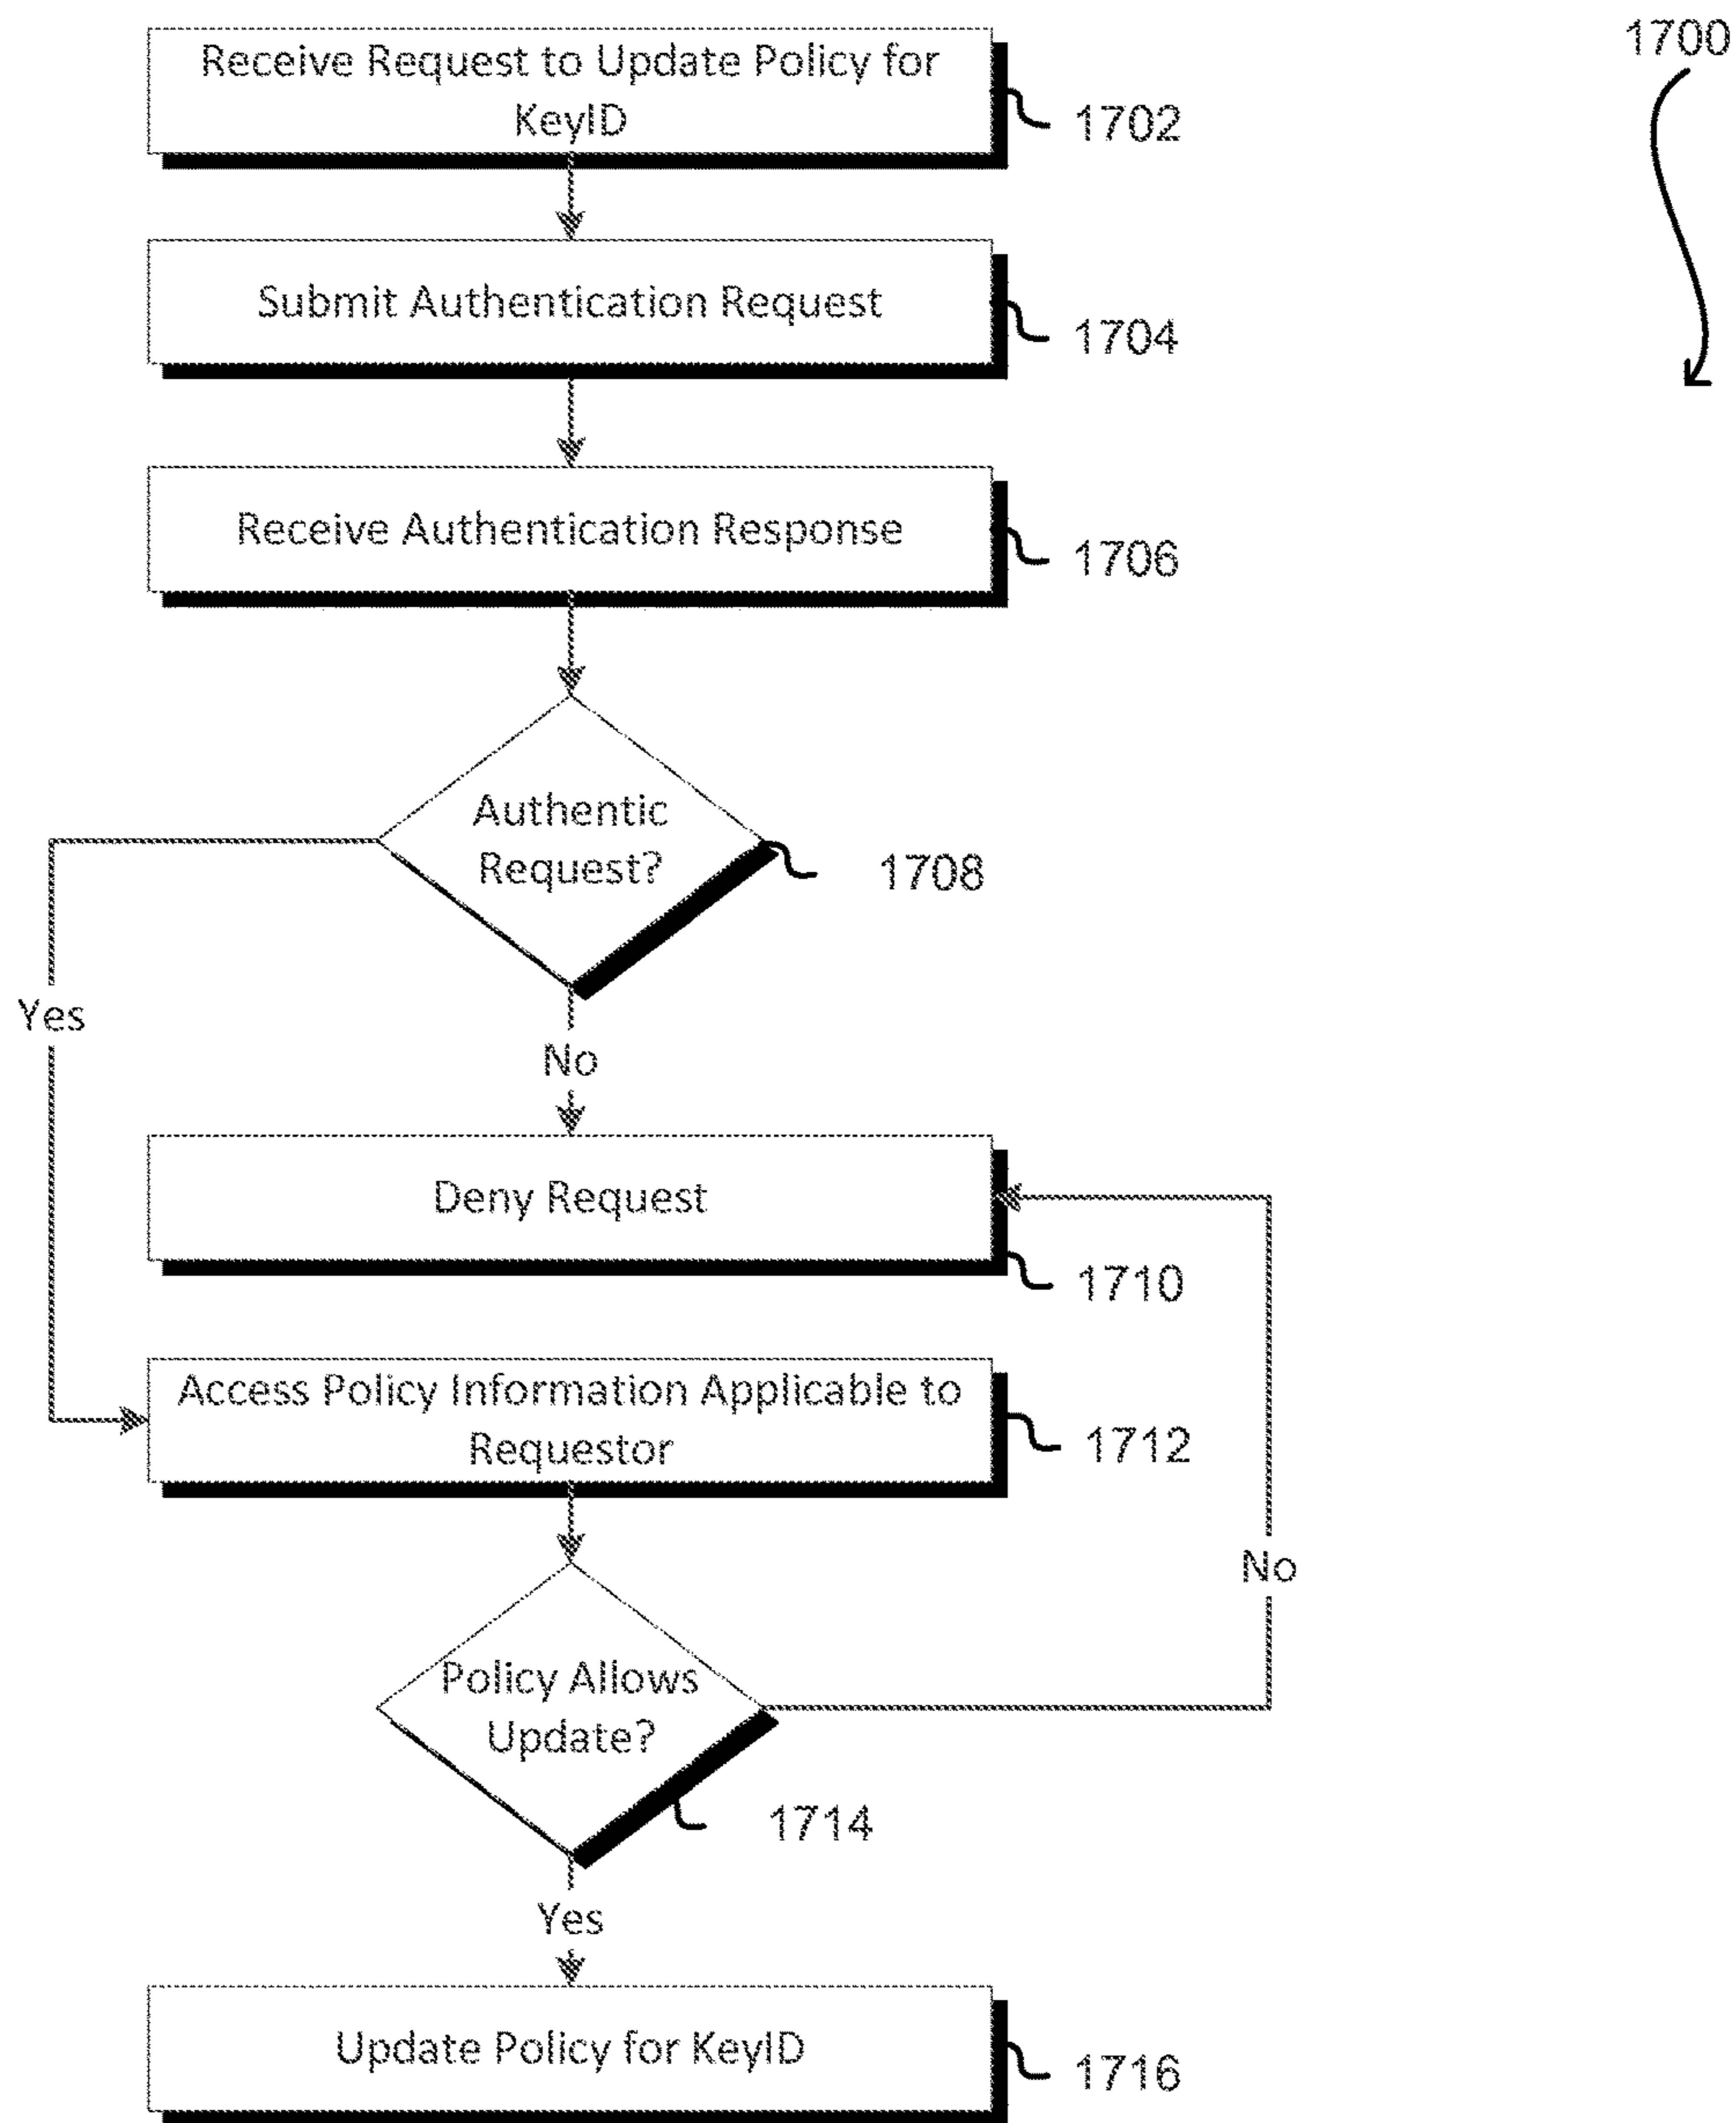 1700
Receive Request to Update Policy for
KeyID
1702
Submit Authentication Request
1704
Receive Authentication Response
1706
Authentic
Request?
1708
Yes
No
Deny Request
1710
Access Policy Information Applicable to
Requestor
1712
No
Policy Allows
Update?
1714
Yes
Update Policy for KeyID
1716